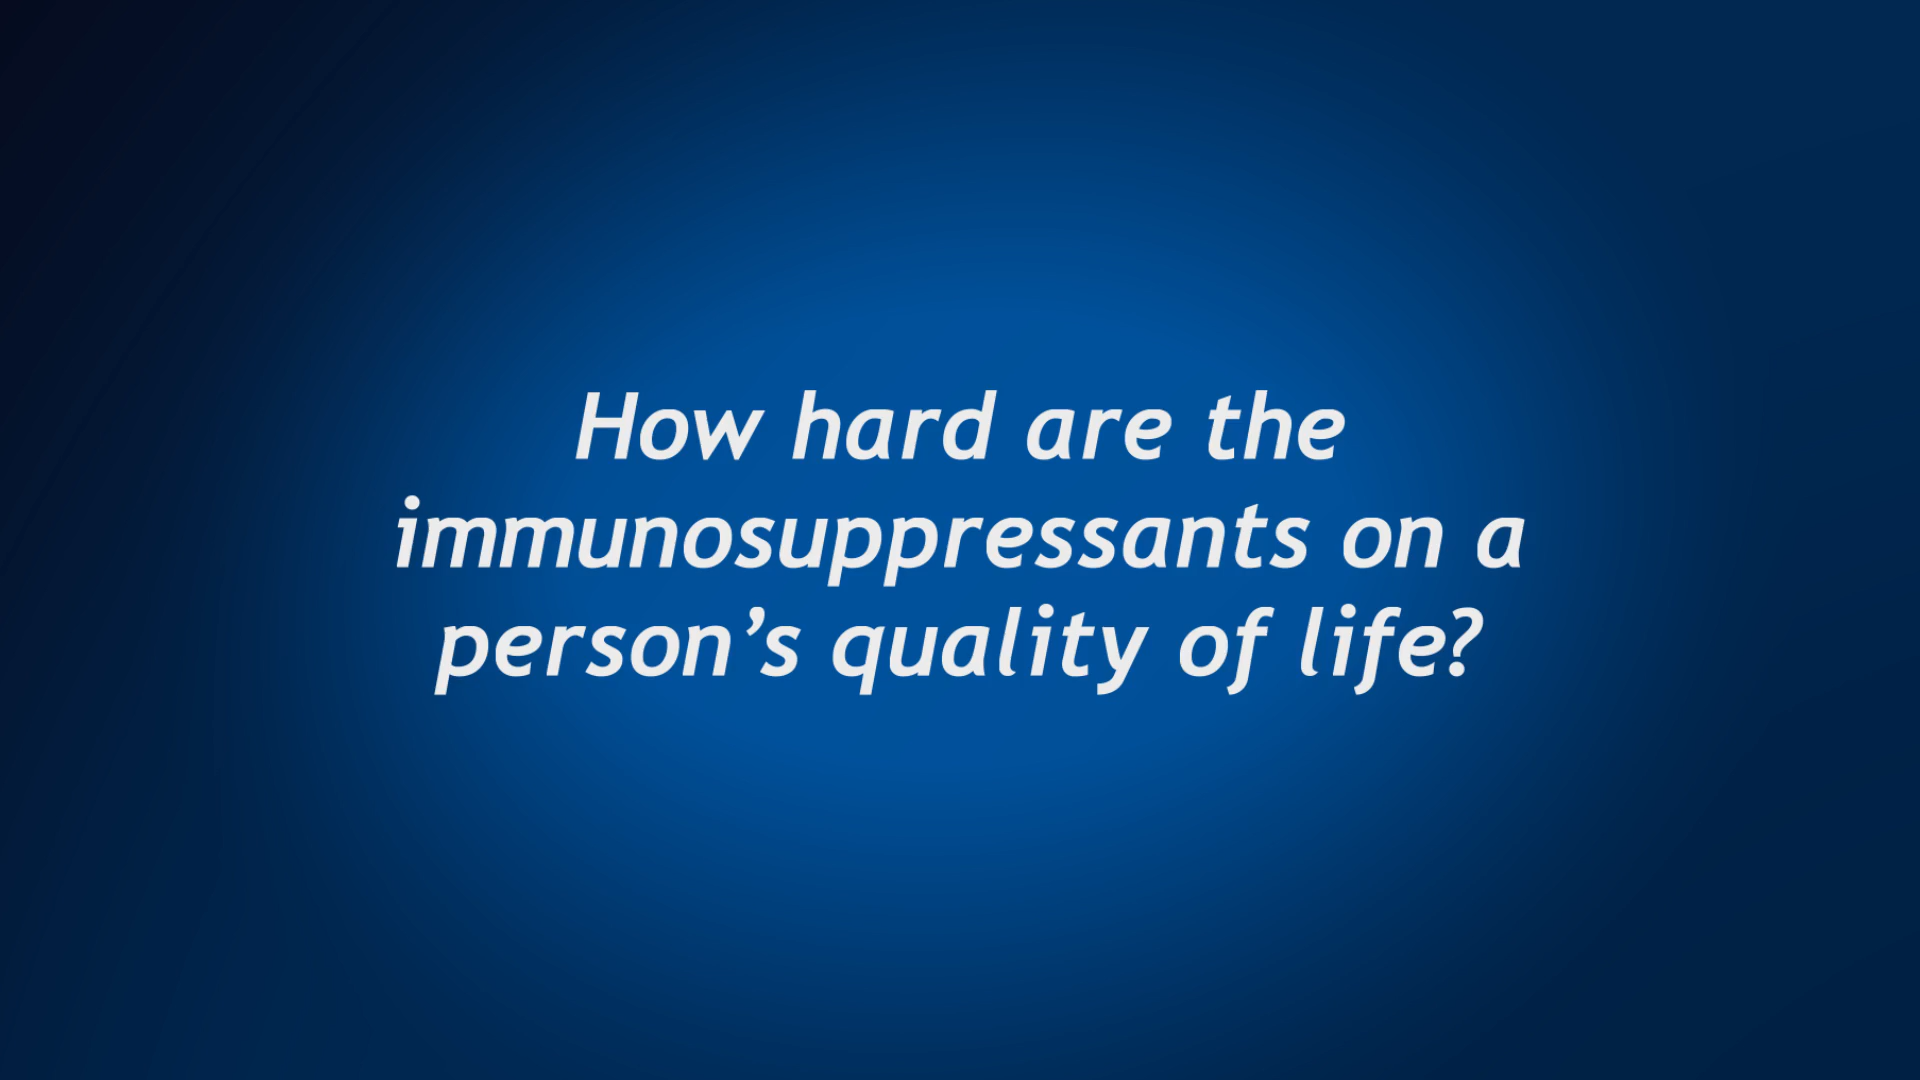 How hard are the
immunosuppressants on a
person’s quality of life?